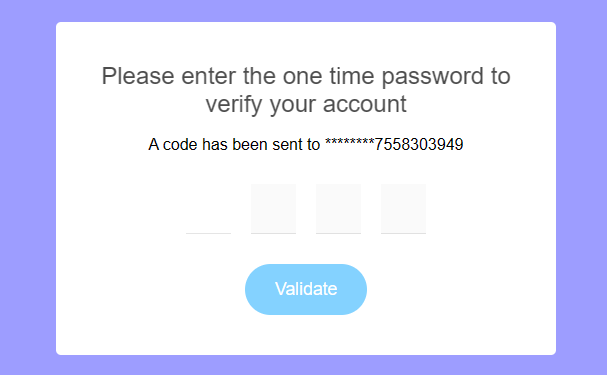 Please enter the one time password to
verify your account
A code has been sent to ********7558303949
Validate